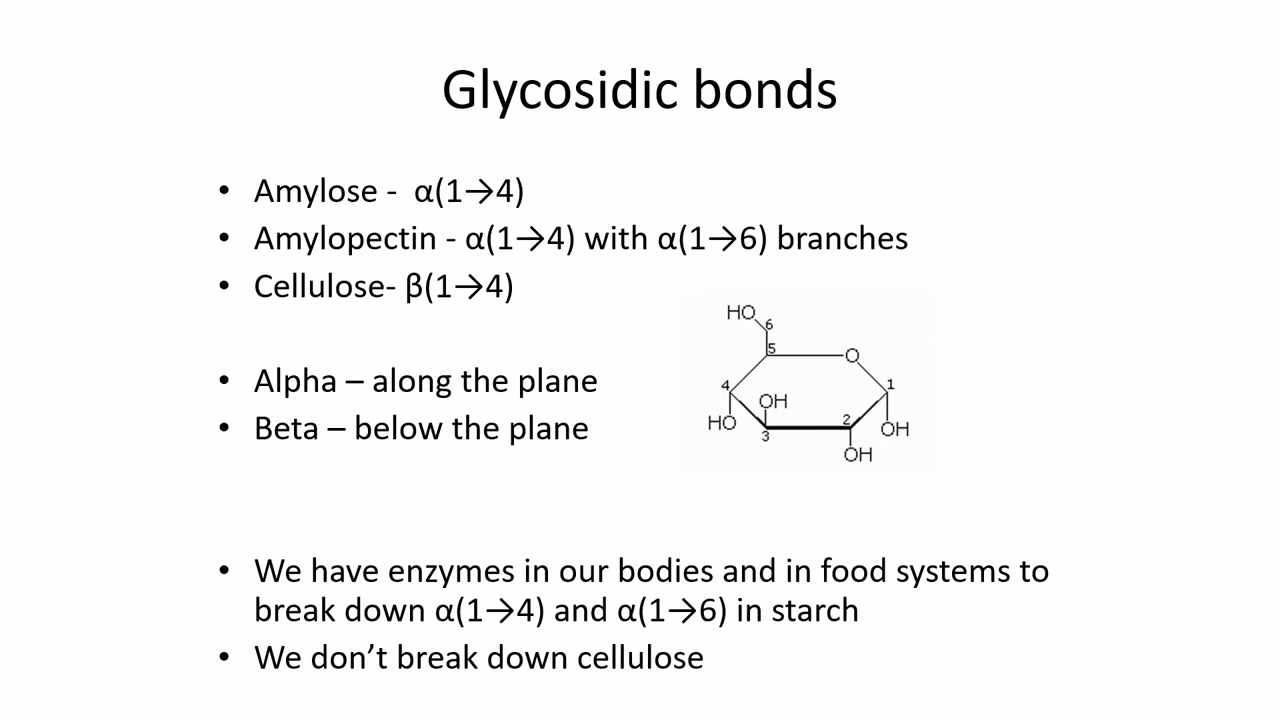 Glycosidic bonds
• Amylose -  α(1→4)
• Amylopectin - α(1→4) with α(1→6) branches
• Cellulose- β(1→4)
• Alpha – along the plane
• Beta – below the plane
HO
6
5
O
4
1
OH
HO
2
3
OH
OH
• We have enzymes in our bodies and in food systems to
break down α(1→4) and α(1→6) in starch
• We don’t break down cellulose